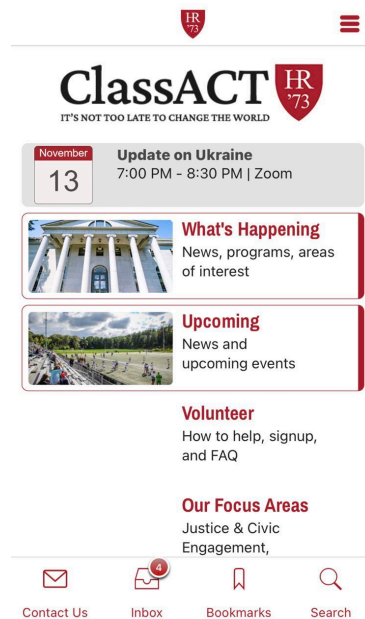 HR
'73
ClassACT HR '73
IT'S NOT TOO LATE TO CHANGE THE WORLD
November
13
Update on Ukraine
7:00 PM - 8:30 PM | Zoom
What's Happening
News, programs, areas
of interest
Upcoming
News and
upcoming events
Volunteer
How to help, signup,
and FAQ
Our Focus Areas
Justice & Civic
Engagement,
4
Contact Us
Inbox
Bookmarks
Search